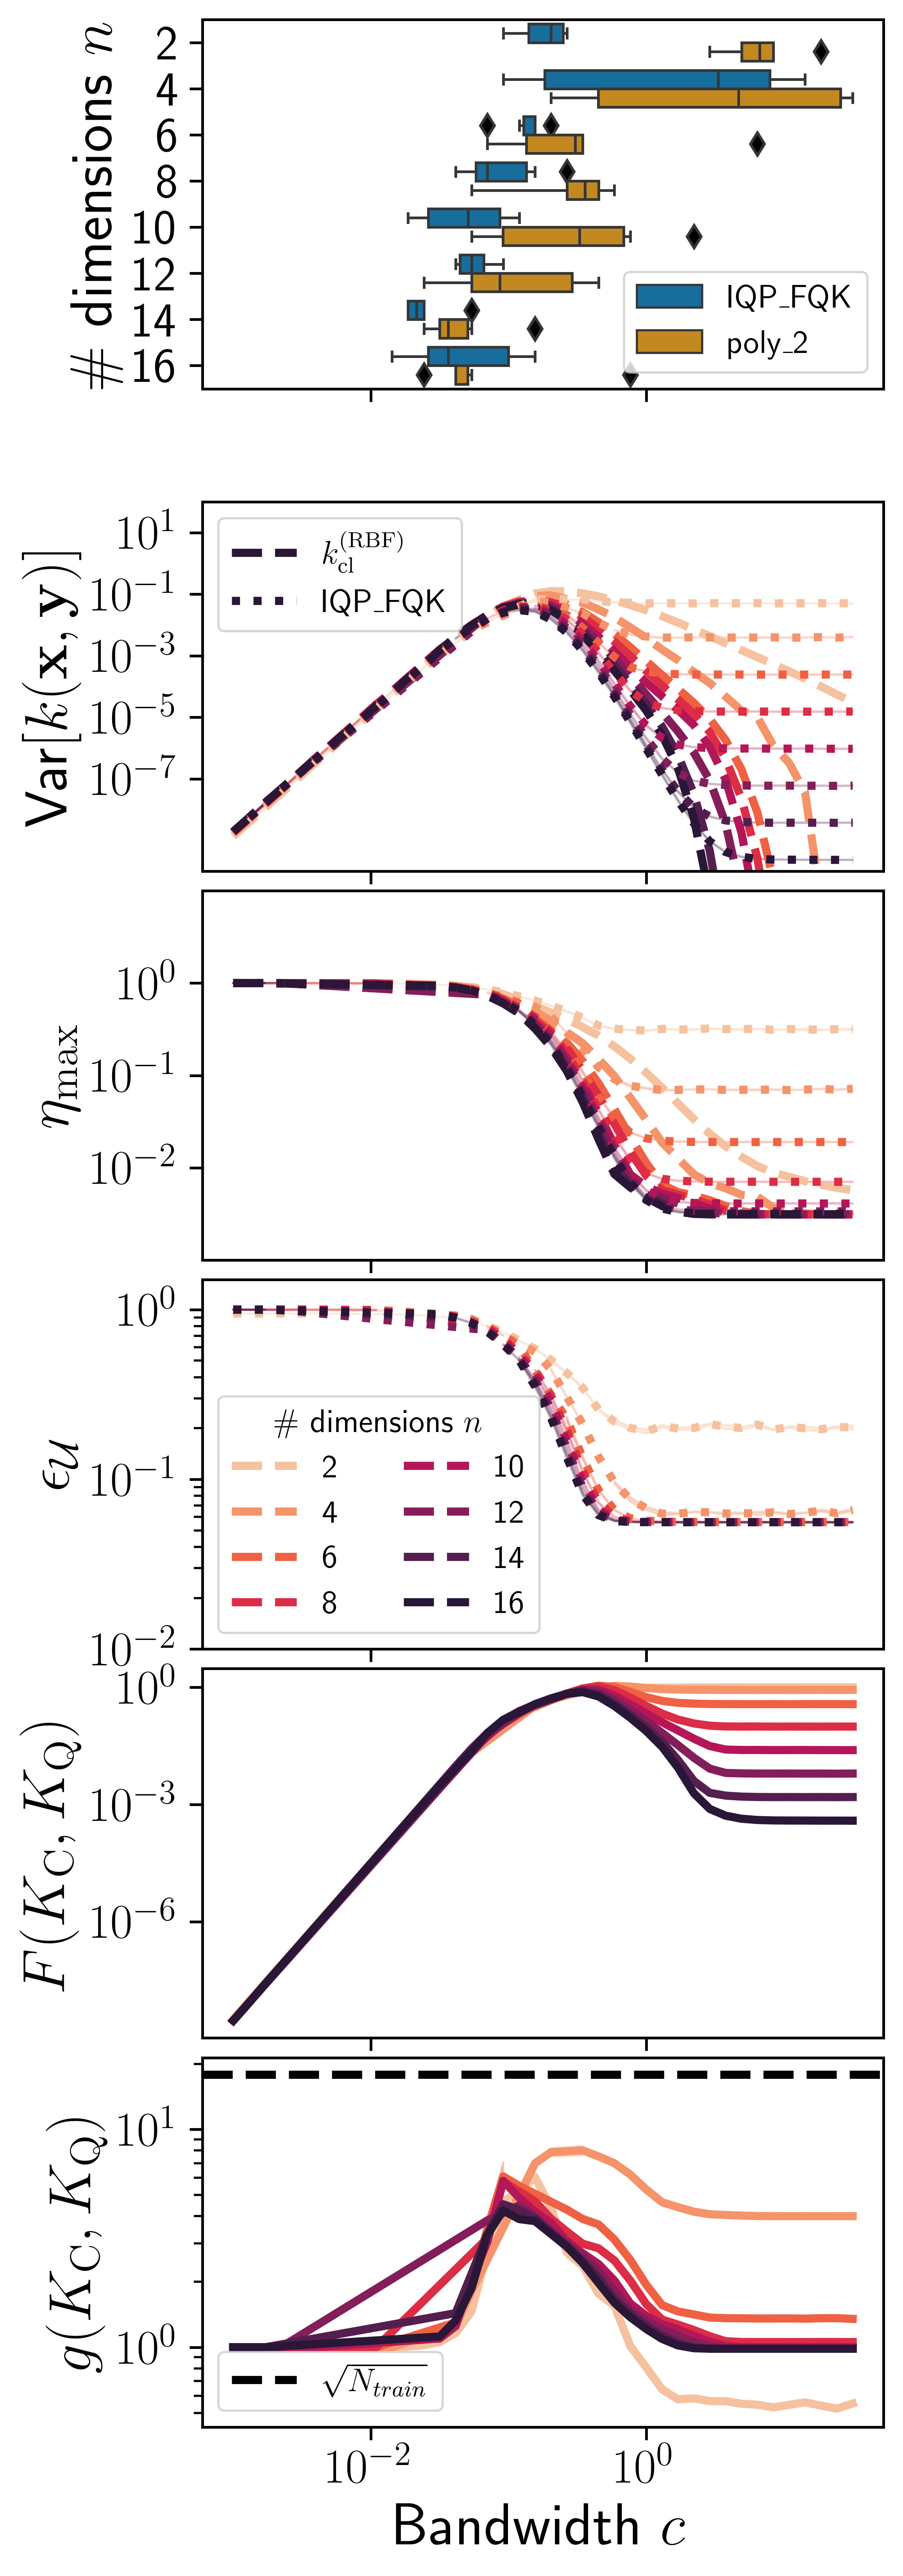 # dimensions n
2
4
6
8
10
12
14
16
IQP_FQK
poly_2
Var[k(x, y)]
10^1
10^-1
10^-3
10^-5
10^-7
k_cl^(RBF)
IQP_FQK
η_max
10^0
10^-1
10^-2
ϵ_𝒰
10^0
10^-1
10^-2
# dimensions n
2 10
4 12
6 14
8 16
F(K_C, K_Q)
10^0
10^-3
10^-6
g(K_C, K_Q)
10^1
10^0
√N_train
10^-2 10^0
Bandwidth c